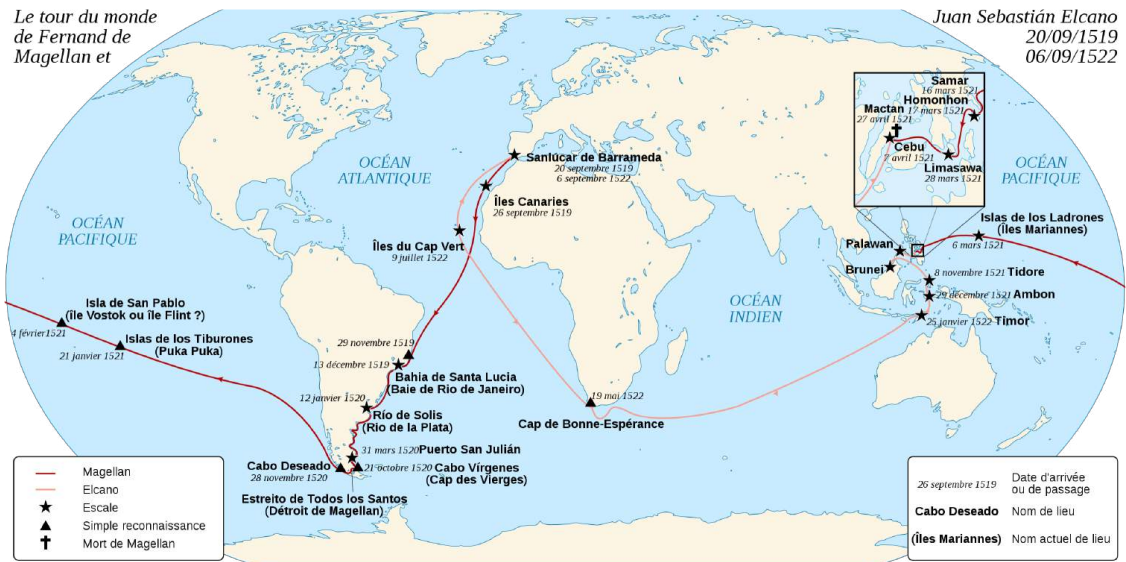 Le tour du monde
de Fernand de
Magellan et
Juan Sebastián Elcano
20/09/1519
06/09/1522
Samar
16 mars 1521
Homonhon
17 mars 1521
Mactan
27 avril 1521
Cebu
7 avril 1521
Limasawa
28 mars 1521
OCÉAN
ATLANTIQUE
Sanlúcar de Barrameda
20 septembre 1519
6 septembre 1522
OCÉAN
PACIFIQUE
Îles Canaries
26 septembre 1519
OCÉAN
PACIFIQUE
Islas de los Ladrones
(Îles Mariannes)
6 mars 1521
Îles du Cap Vert
9 juillet 1522
Palawan
Brunei
8 novembre 1521 Tidore
29 décembre 1521 Ambon
25 janvier 1522 Timor
OCÉAN
INDIEN
Isla de San Pablo
(île Vostok ou île Flint ?)
4 février 1521
Islas de los Tiburones
(Puka Puka)
21 janvier 1521
29 novembre 1519
13 décembre 1519
Bahia de Santa Lucia
(Baie de Rio de Janeiro)
12 janvier 1520
Río de Solis
(Rio de la Plata)
19 mai 1522
Cap de Bonne-Espérance
31 mars 1520 Puerto San Julián
Cabo Deseado
28 novembre 1520
21 octobre 1520 Cabo Vírgenes
(Cap des Vierges)
Estreito de Todos los Santos
(Détroit de Magellan)
Magellan
Elcano
Escale
Simple reconnaissance
Mort de Magellan
26 septembre 1519 Date d'arrivée
ou de passage
Cabo Deseado Nom de lieu
(Îles Mariannes) Nom actuel de lieu